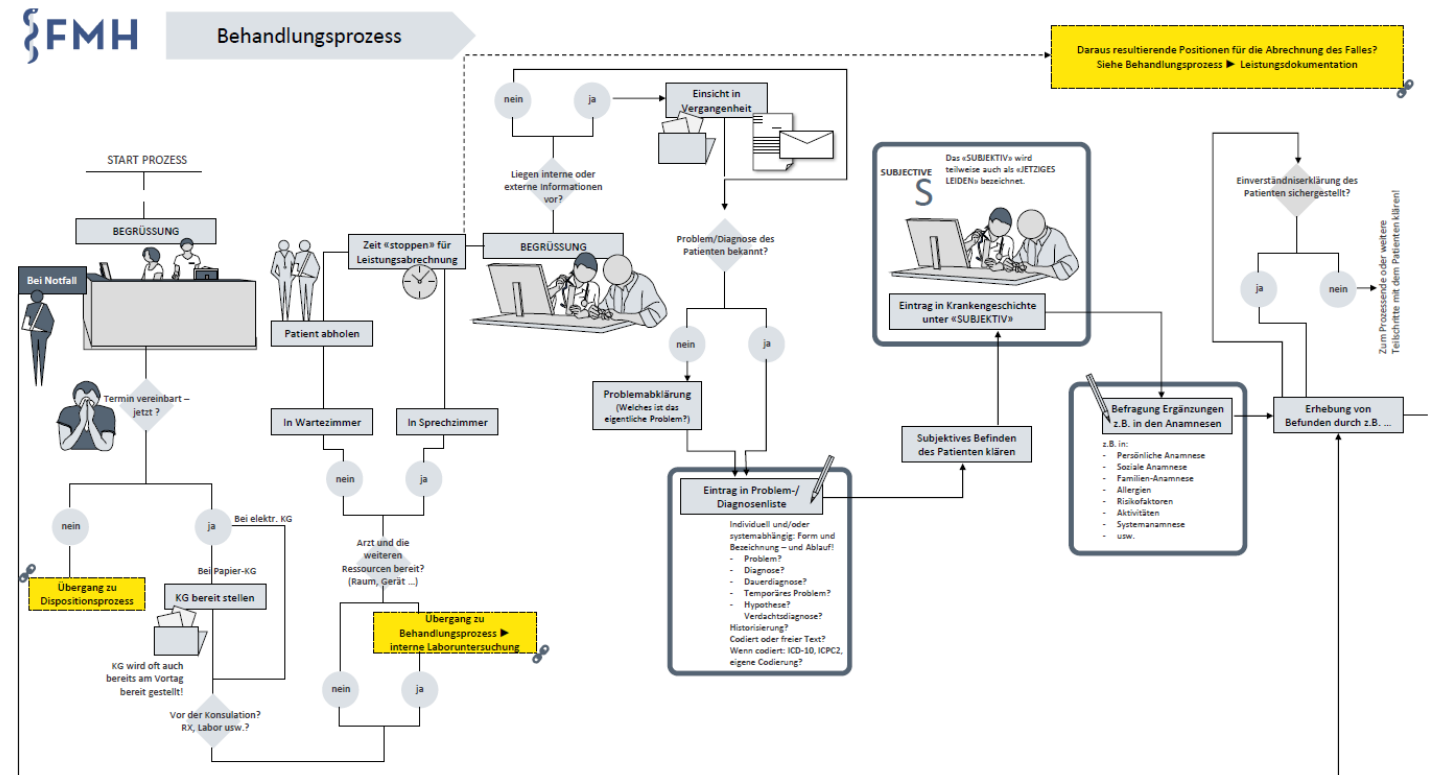 FMH
Behandlungsprozess
Daraus resultierende Positionen für die Abrechnung des Falles?
Siehe Behandlungsprozess ► Leistungsdokumentation
START PROZESS
BEGRÜSSUNG
Bei Notfall
Termin vereinbart –
jetzt ?
nein
ja
Bei elektr. KG
Bei Papier-KG
Übergang zu
Dispositionsprozess
KG bereit stellen
KG wird oft auch
bereits am Vortag
bereit gestellt!
Vor der Konsulation?
RX, Labor usw.?
nein
ja
Übergang zu
Behandlungsprozess ►
interne Laboruntersuchung
Arzt und die
weiteren
Ressourcen bereit?
(Raum, Gerät ...)
nein
ja
In Wartezimmer
In Sprechzimmer
Patient abholen
Zeit «stoppen» für
Leistungsabrechnung
BEGRÜSSUNG
Liegen interne oder
externe Informationen
vor?
nein
ja
Einsicht in
Vergangenheit
Problem/Diagnose des
Patienten bekannt?
nein
ja
Problemabklärung
(Welches ist das
eigentliche Problem?)
Eintrag in Problem-/
Diagnosenliste
Individuell und/oder
systemabhängig: Form und
Bezeichnung – und Ablauf!
- Problem?
- Diagnose?
- Dauerdiagnose?
- Temporäres Problem?
- Hypothese?
Verdachtsdiagnose?
Historisierung?
Codiert oder freier Text?
Wenn codiert: ICD-10, ICPC2,
eigene Codierung?
Subjektives Befinden
des Patienten klären
SUBJECTIVE
S
Das «SUBJEKTIV» wird
teilweise auch als «JETZIGES
LEIDEN» bezeichnet.
Eintrag in Krankengeschichte
unter «SUBJEKTIV»
Befragung Ergänzungen
z.B. in den Anamnesen
z.B. in:
- Persönliche Anamnese
- Soziale Anamnese
- Familien-Anamnese
- Allergien
- Risikofaktoren
- Aktivitäten
- Systemanamnese
- usw.
Erhebung von
Befunden durch z.B. ...
Einverständniserklärung des
Patienten sichergestellt?
ja
nein
Zum Prozessende oder weitere
Teilschritte mit dem Patienten klären!